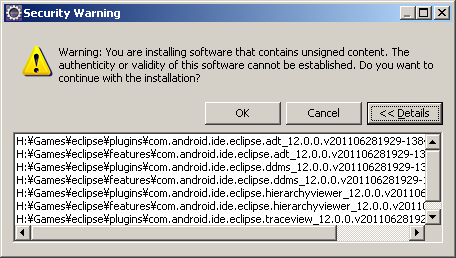 Security Warning
Warning: You are installing software that contains unsigned content. The
authenticity or validity of this software cannot be established. Do you want to
continue with the installation?
OK
Cancel
<< Details
H:¥Games¥eclipse¥plugins¥com.android.ide.eclipse.adt_12.0.0.v201106281929-138
H:¥Games¥eclipse¥features¥com.android.ide.eclipse.adt_12.0.0.v201106281929-13
H:¥Games¥eclipse¥plugins¥com.android.ide.eclipse.ddms_12.0.0.v201106281929-1
H:¥Games¥eclipse¥features¥com.android.ide.eclipse.ddms_12.0.0.v201106281929-
H:¥Games¥eclipse¥plugins¥com.android.ide.eclipse.hierarchyviewer_12.0.0.v2011
H:¥Games¥eclipse¥features¥com.android.ide.eclipse.hierarchyviewer_12.0.0.v201
H:¥Games¥eclipse¥plugins¥com.android.ide.eclipse.traceview_12.0.0.v2011062819